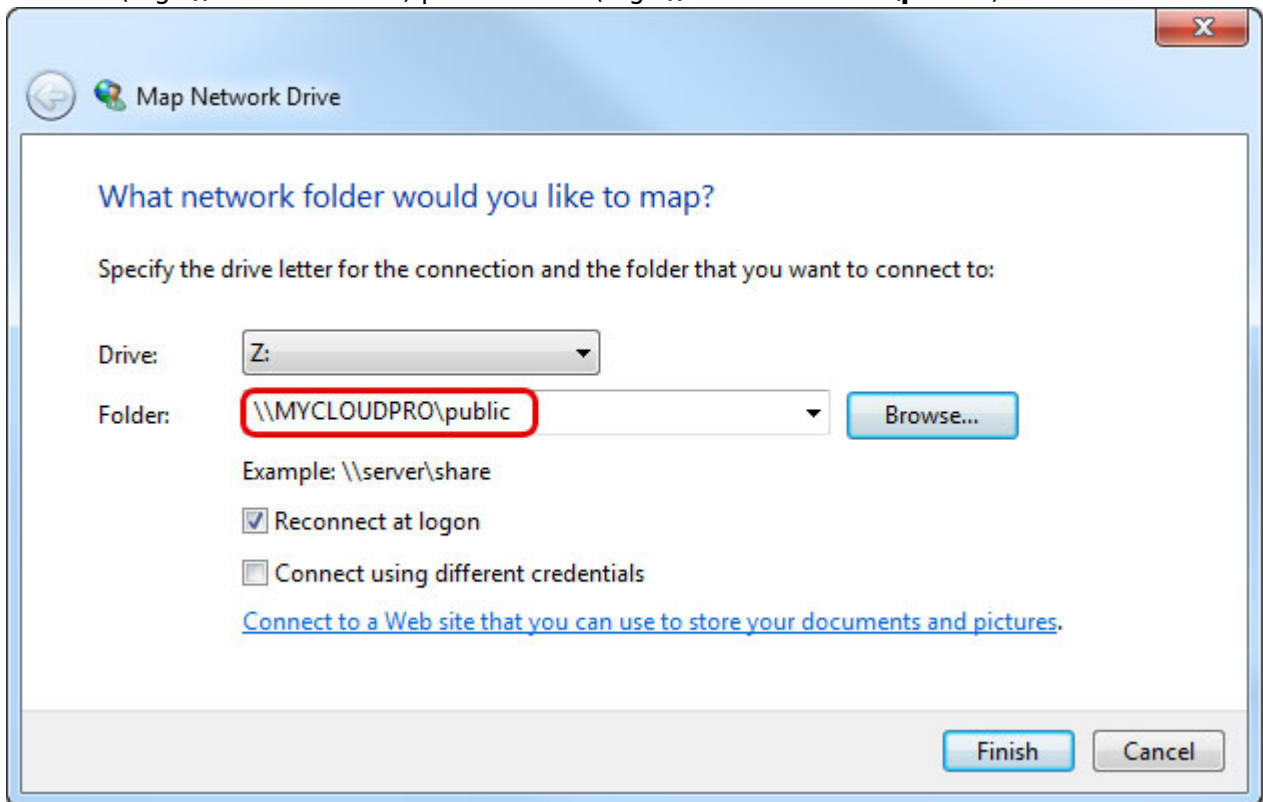 Map Network Drive
What network folder would you like to map?
Specify the drive letter for the connection and the folder that you want to connect to:
Drive: Z:
Folder: \\MYCLOUDPRO\public Browse...
Example: \\server\share
Reconnect at logon
Connect using different credentials
Connect to a Web site that you can use to store your documents and pictures.
Finish Cancel